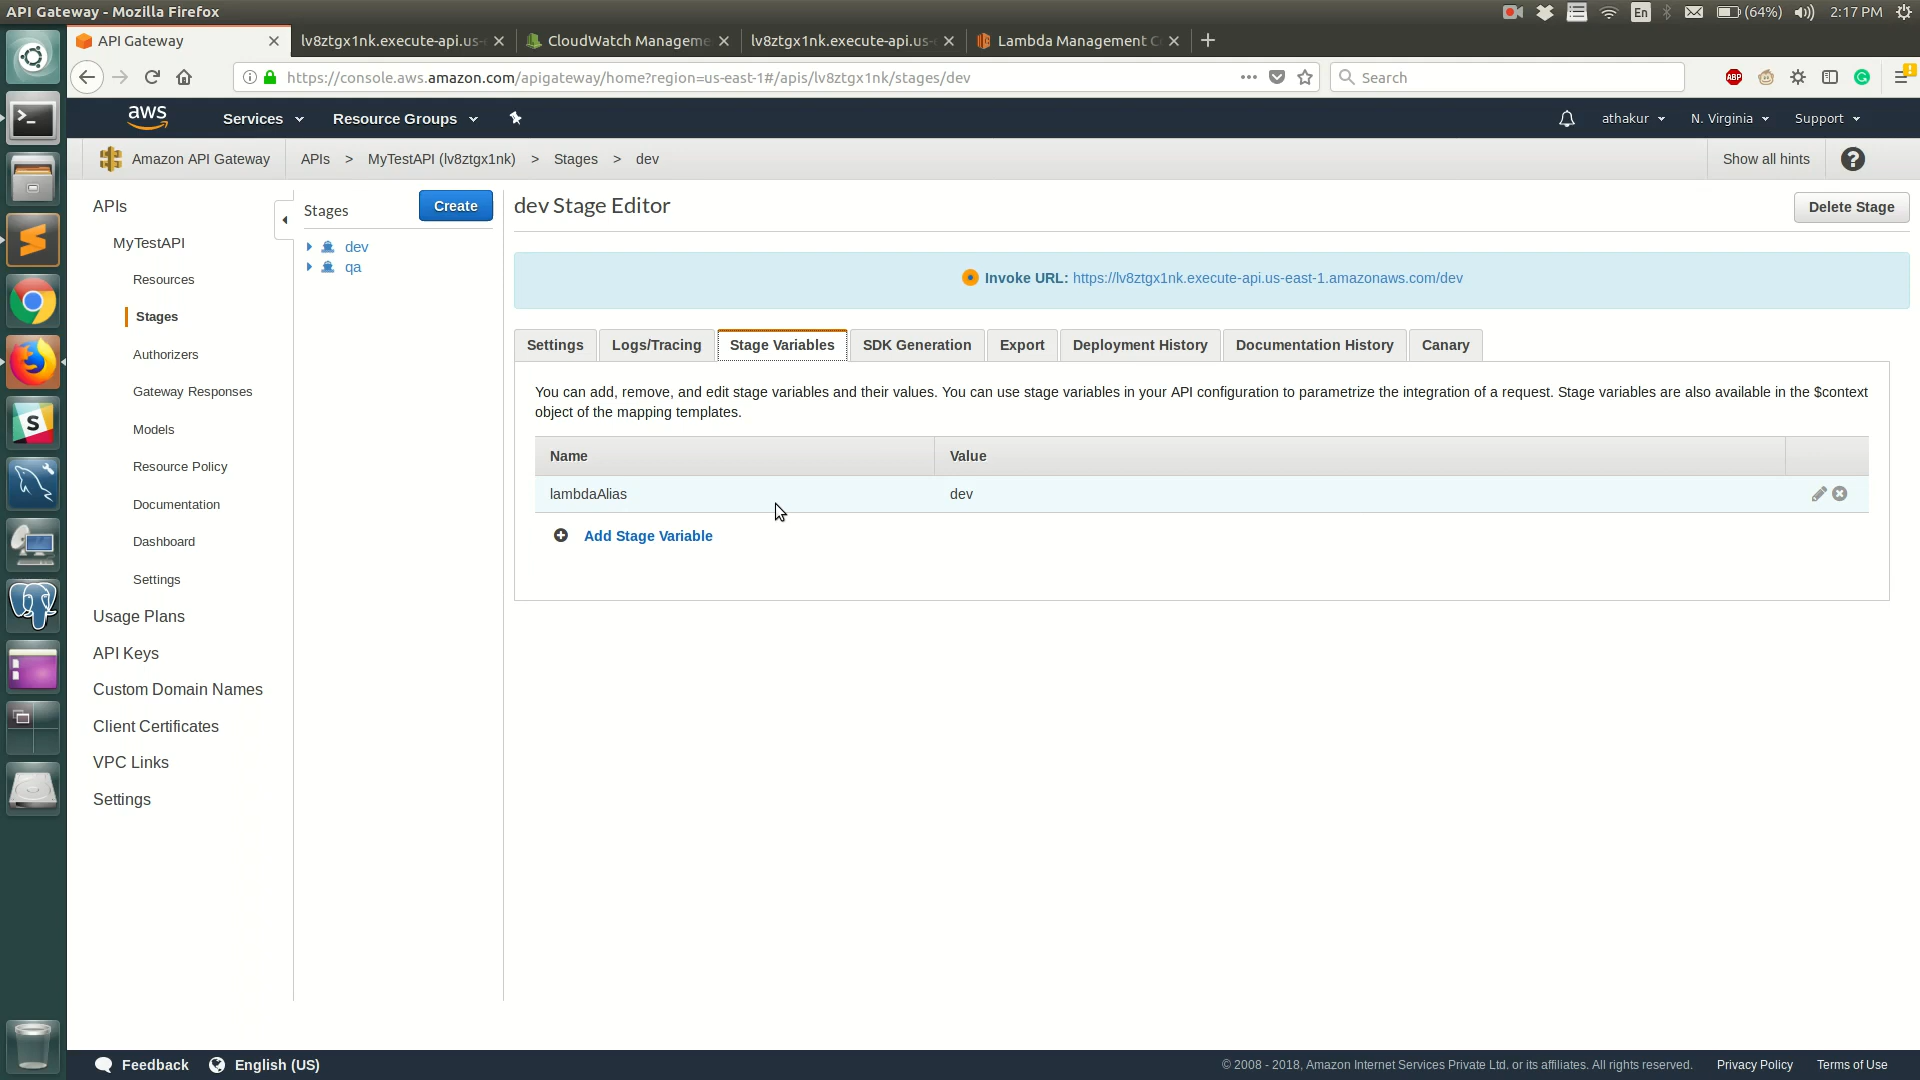 API Gateway - Mozilla Firefox
En
(64%)
2:17 PM
API Gateway
lv8ztgx1nk.execute-api.us-
CloudWatch Manageme
lv8ztgx1nk.execute-api.us-
Lambda Management C
https://console.aws.amazon.com/apigateway/home?region=us-east-1#/apis/lv8ztgx1nk/stages/dev
Search
ABP
aws
Services
Resource Groups
athakur
N. Virginia
Support
Amazon API Gateway
APIs > MyTestAPI (lv8ztgx1nk) > Stages > dev
Show all hints
?
APIs
MyTestAPI
Resources
Stages
Authorizers
Gateway Responses
Models
Resource Policy
Documentation
Dashboard
Settings
Usage Plans
API Keys
Custom Domain Names
Client Certificates
VPC Links
Settings
Stages
Create
dev
qa
dev Stage Editor
Delete Stage
Invoke URL: https://lv8ztgx1nk.execute-api.us-east-1.amazonaws.com/dev
Settings
Logs/Tracing
Stage Variables
SDK Generation
Export
Deployment History
Documentation History
Canary
You can add, remove, and edit stage variables and their values. You can use stage variables in your API configuration to parametrize the integration of a request. Stage variables are also available in the $context
object of the mapping templates.
Name
Value
lambdaAlias
dev
Add Stage Variable
Feedback
English (US)
© 2008 - 2018, Amazon Internet Services Private Ltd. or its affiliates. All rights reserved.
Privacy Policy
Terms of Use